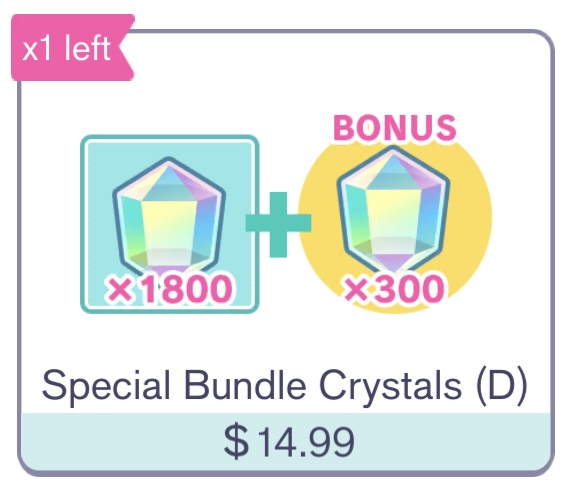 x1 left
BONUS
×1800
×300
Special Bundle Crystals (D)
$14.99